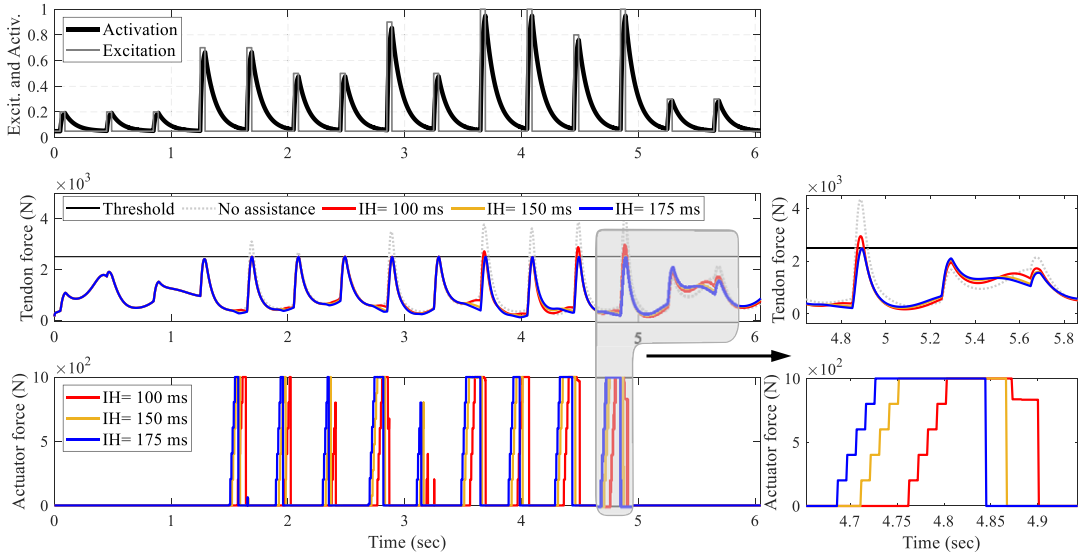 Excit. and Activ.
1
0.8
0.6
0.4
0.2
0
Activation
Excitation
0 1 2 3 4 5 6
×10³
Tendon force (N)
4
2
0
Threshold No assistance IH= 100 ms IH= 150 ms IH= 175 ms
0 1 2 3 4 5 6
×10³
Tendon force (N)
4
2
0
4.8 5 5.2 5.4 5.6 5.8
×10²
Actuator force (N)
10
5
0
IH= 100 ms
IH= 150 ms
IH= 175 ms
0 1 2 3 4 5 6
Time (sec)
×10²
Actuator force (N)
10
5
0
4.7 4.75 4.8 4.85 4.9
Time (sec)